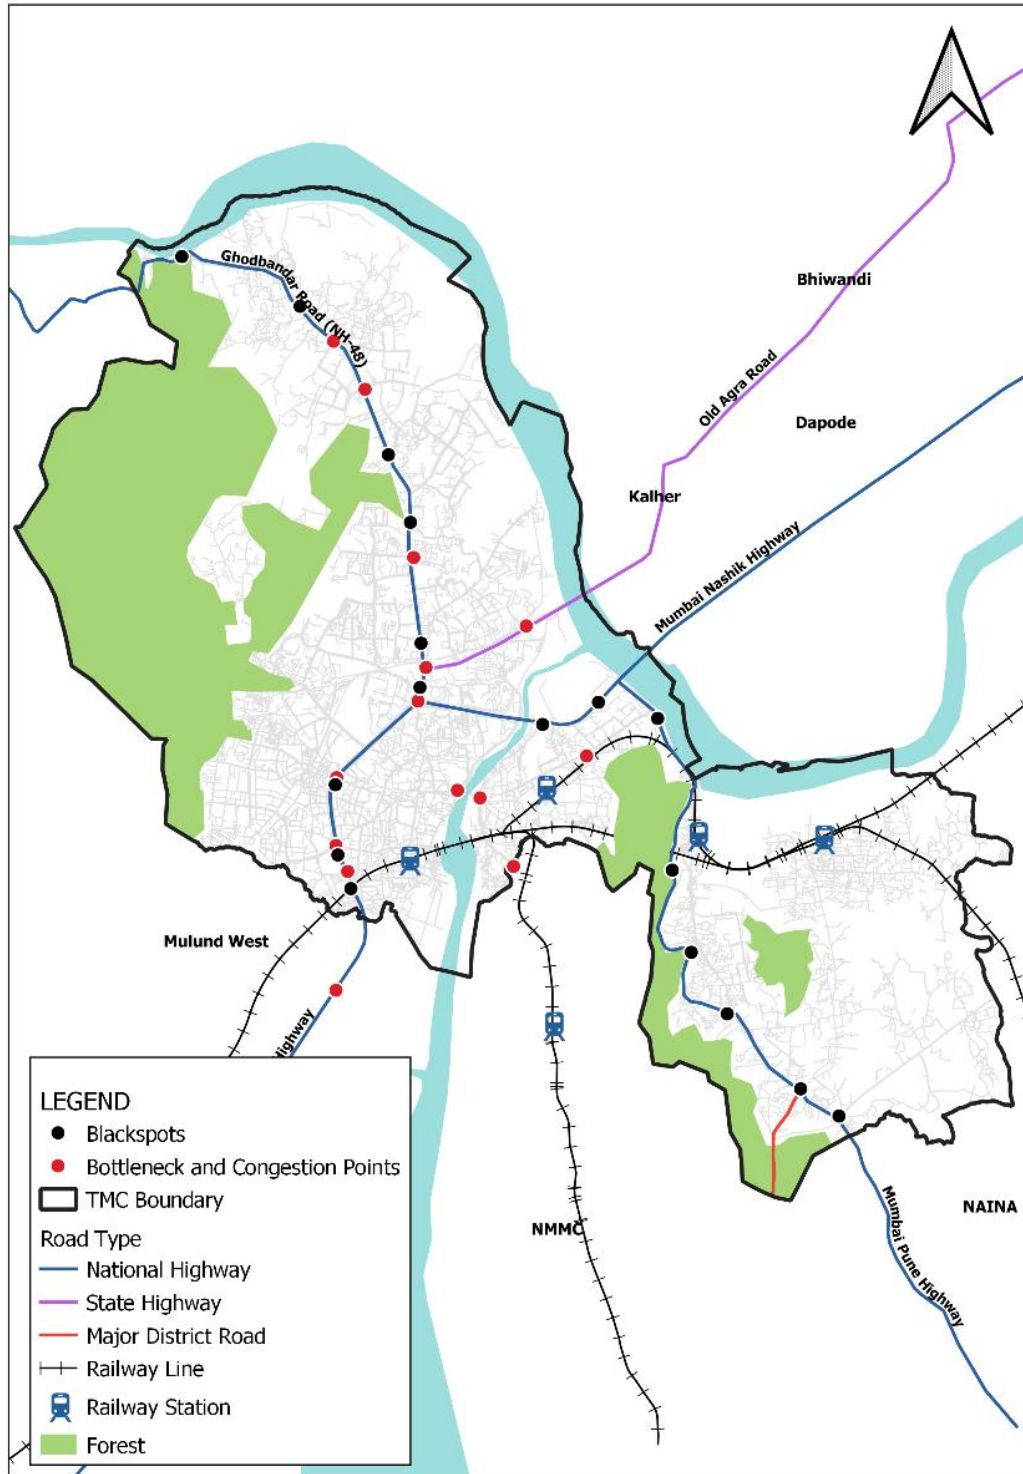 Ghodbandar Road (NH-48)
Bhiwandi
Old Agra Road
Dapode
Kalher
Mumbai Nashik Highway
Mulund West
Highway
NMMC
NAINA
Mumbai Pune Highway
LEGEND
Blackspots
Bottleneck and Congestion Points
TMC Boundary
Road Type
National Highway
State Highway
Major District Road
Railway Line
Railway Station
Forest